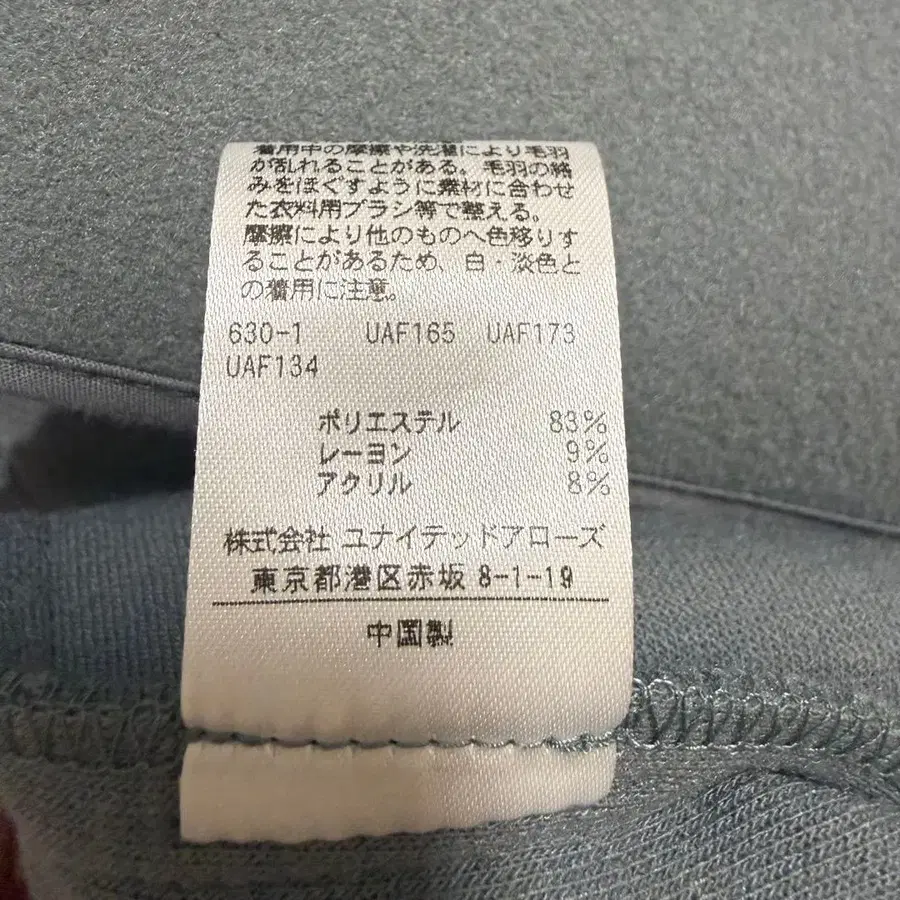 着用中の摩擦や洗濯により毛羽
が乱れることがある。毛羽の絡
みをほぐすように素材に合わせ
た衣料用ブラシ等で整える。
摩擦により他のものへ色移りす
ることがあるため、白・淡色と
の着用に注意。
630-1 UAF165 UAF173
UAF134
ポリエステル 83%
レーヨン 9%
アクリル 8%
株式会社 ユナイテッドアローズ
東京都港区赤坂 8-1-19
中国製